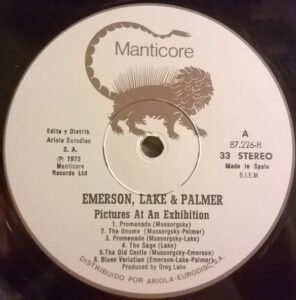 Manticore
Edita y Distrib.
Ariola Eurodisc
S. A.
Ⓟ 1973
Manticore
Records Ltd
A
87.226-H
33 STEREO
Made in Spain
B.I.E.M.
EMERSON, LAKE & PALMER
Pictures At An Exhibition
1. Promenade (Mussorgsky)
2. The Gnome (Mussorgsky-Palmer)
3. Promenade (Mussorgsky-Lake)
4. The Sage (Lake)
5. The Old Castle (Mussorgsky-Emerson)
6. Blues Variation (Emerson-Lake-Palmer)
Produced by Greg Lake
DISTRIBUIDO POR ARIOLA-EURODISC, S.A.